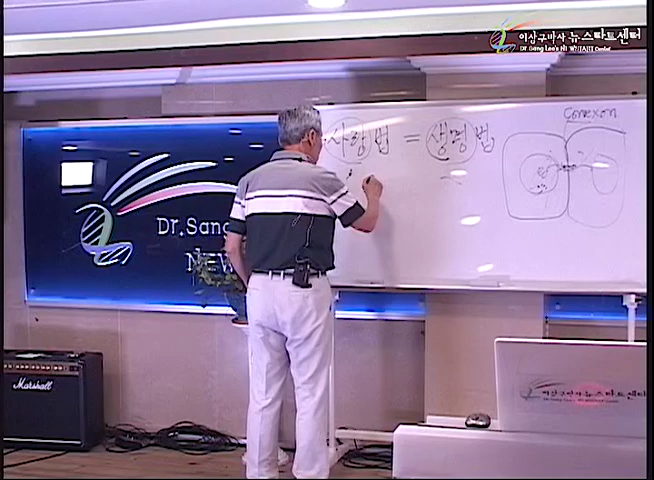 이상구박사 뉴스타트센터
Dr. Sang Lee's NEWSTART Center
Conexon
사랑법 = 생명법
Dr.Sang
NEW
Marshall
이상구박사 뉴스타트센터